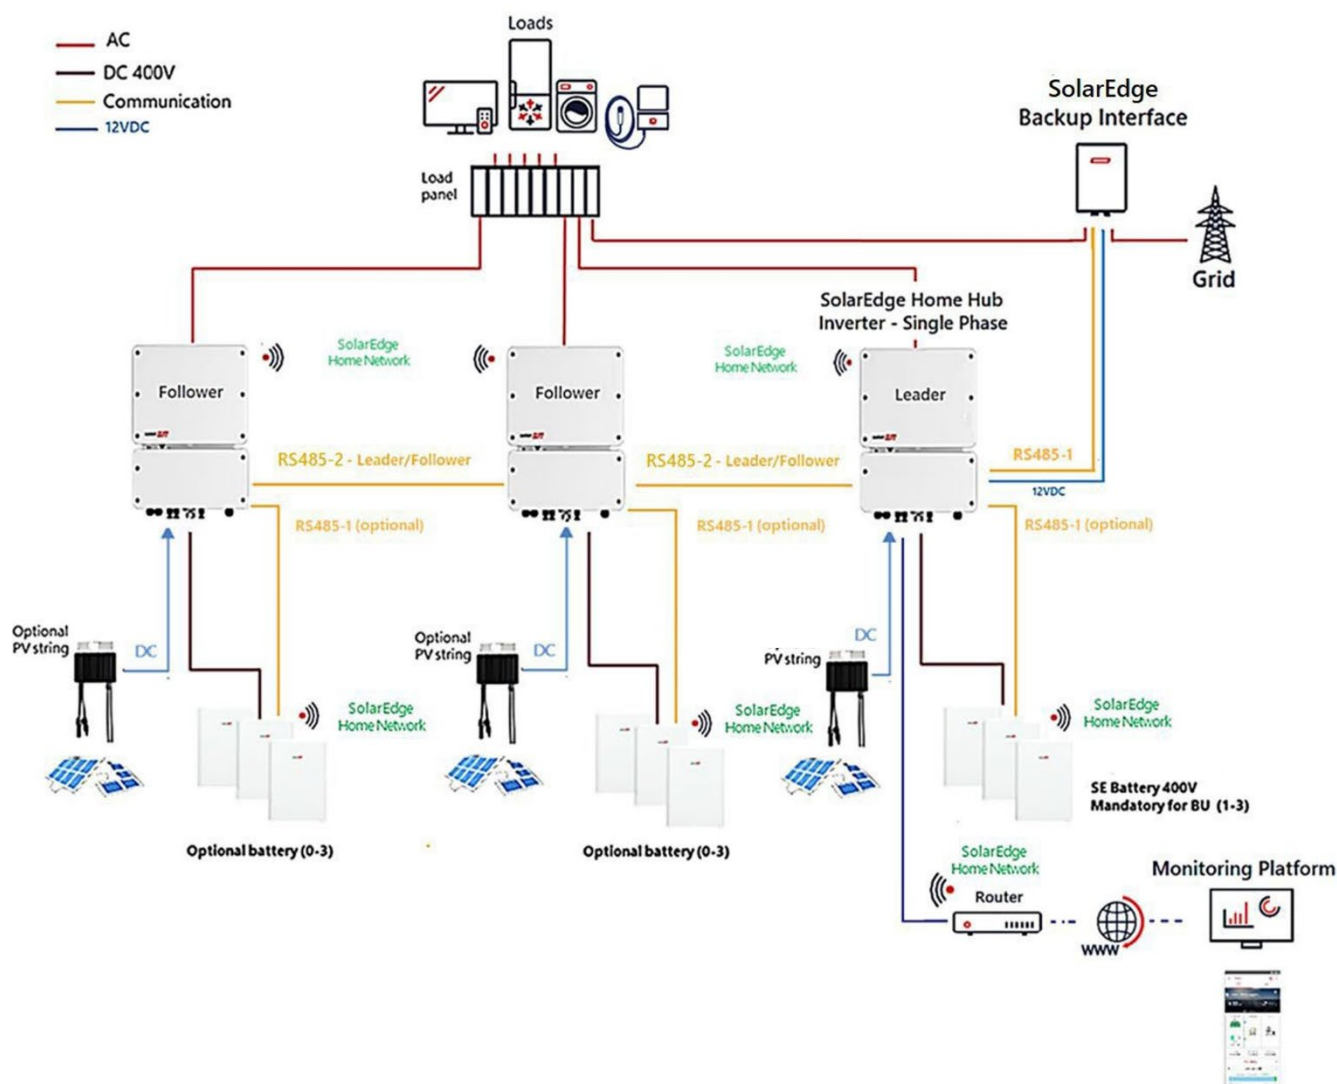 Loads
AC
DC 400V
Communication
12VDC
SolarEdge
Backup Interface
Load
panel
Grid
SolarEdge Home Hub
Inverter - Single Phase
SolarEdge
Home Network
SolarEdge
Home Network
Follower
Follower
Leader
RS485-2 - Leader/Follower
RS485-2 - Leader/Follower
RS485-1
12VDC
RS485-1 (optional)
RS485-1 (optional)
RS485-1 (optional)
Optional
PV string
DC
Optional
PV string
DC
PV string
DC
SolarEdge
Home Network
SolarEdge
Home Network
SolarEdge
Home Network
SE Battery 400V
Mandatory for BU (1-3)
Optional battery (0-3)
Optional battery (0-3)
SolarEdge
Home Network
Router
WWW
Monitoring Platform